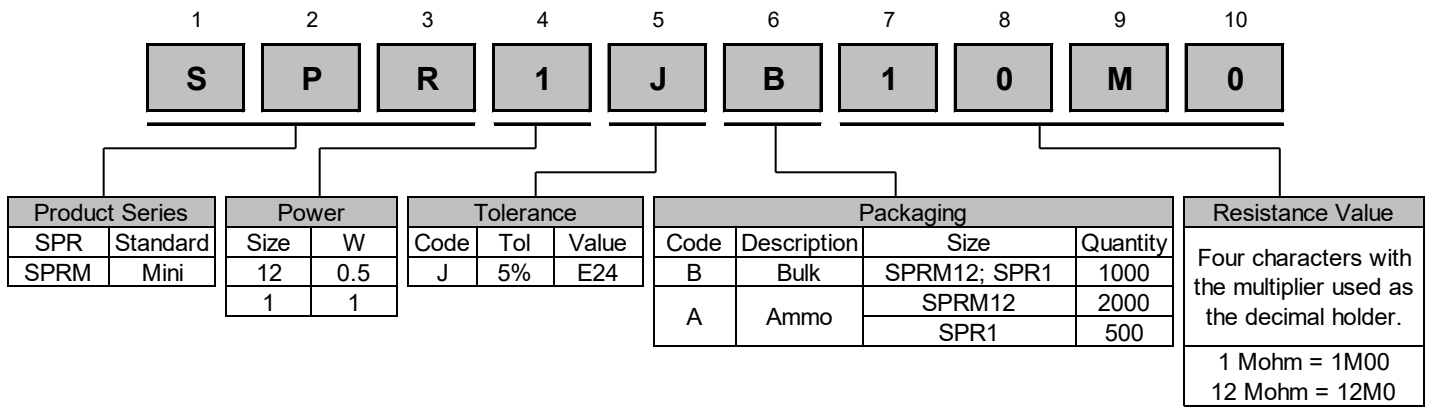 1 2 3 4 5 6 7 8 9 10
S P R 1 J B 1 0 M 0
Product Series
SPR Standard
SPRM Mini
Power
Size W
12 0.5
1 1
Tolerance
Code Tol Value
J 5% E24
Packaging
Code Description Size Quantity
B Bulk SPRM12; SPR1 1000
A Ammo SPRM12 2000
SPR1 500
Resistance Value
Four characters with
the multiplier used as
the decimal holder.
1 Mohm = 1M00
12 Mohm = 12M0